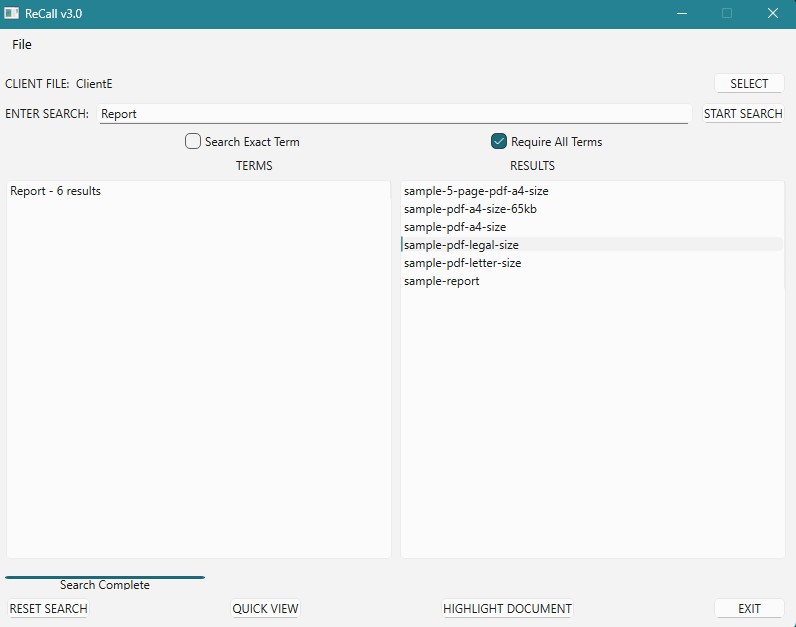 ReCall v3.0
File
CLIENT FILE: ClientE
SELECT
ENTER SEARCH: Report
START SEARCH
Search Exact Term
Require All Terms
TERMS
RESULTS
Report - 6 results
sample-5-page-pdf-a4-size
sample-pdf-a4-size-65kb
sample-pdf-a4-size
sample-pdf-legal-size
sample-pdf-letter-size
sample-report
Search Complete
RESET SEARCH
QUICK VIEW
HIGHLIGHT DOCUMENT
EXIT